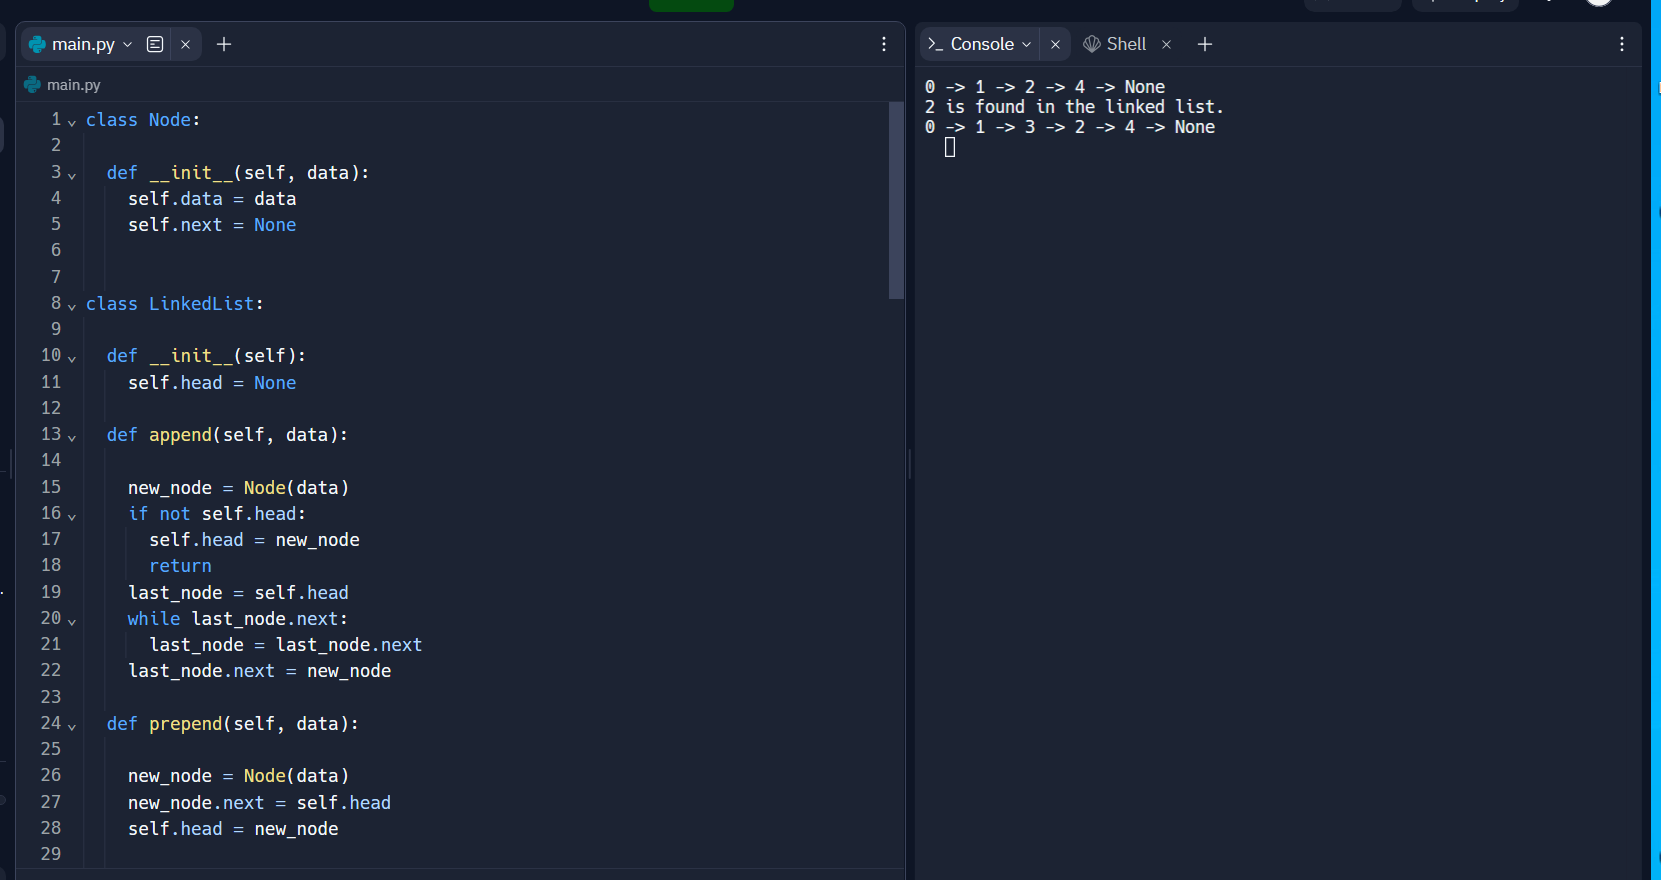 main.py
main.py
1 class Node:
2
3 def __init__(self, data):
4 self.data = data
5 self.next = None
6
7
8 class LinkedList:
9
10 def __init__(self):
11 self.head = None
12
13 def append(self, data):
14
15 new_node = Node(data)
16 if not self.head:
17 self.head = new_node
18 return
19 last_node = self.head
20 while last_node.next:
21 last_node = last_node.next
22 last_node.next = new_node
23
24 def prepend(self, data):
25
26 new_node = Node(data)
27 new_node.next = self.head
28 self.head = new_node
29
Console
Shell
0 -> 1 -> 2 -> 4 -> None
2 is found in the linked list.
0 -> 1 -> 3 -> 2 -> 4 -> None